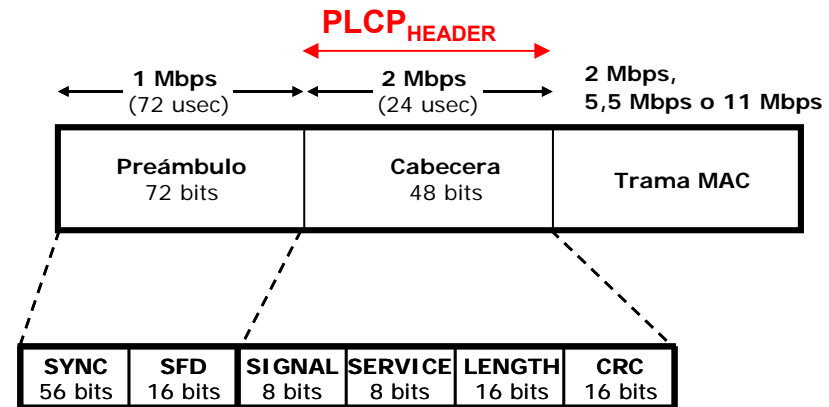 PLCP HEADER
1 Mbps
(72 usec)
2 Mbps
(24 usec)
2 Mbps,
5,5 Mbps o 11 Mbps
Preámbulo
72 bits
Cabecera
48 bits
Trama MAC
SYNC
56 bits
SFD
16 bits
SIGNAL
8 bits
SERVICE
8 bits
LENGTH
16 bits
CRC
16 bits